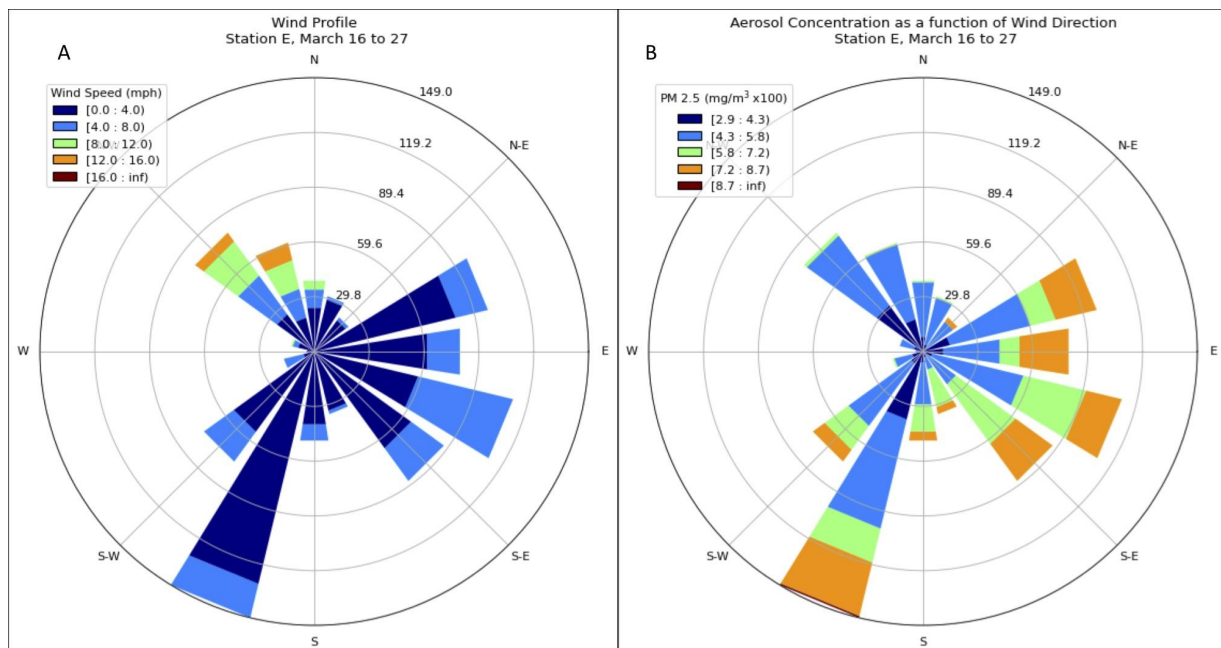 Wind Profile
Station E, March 16 to 27
A
N
Wind Speed (mph)
[0.0 : 4.0)
[4.0 : 8.0)
[8.0 : 12.0)
[12.0 : 16.0)
[16.0 : inf)
149.0
119.2
89.4
59.6
29.8
N-E
W
E
S-W
S-E
S
Aerosol Concentration as a function of Wind Direction
Station E, March 16 to 27
B
N
PM 2.5 (mg/m³ x100)
[2.9 : 4.3)
[4.3 : 5.8)
[5.8 : 7.2)
[7.2 : 8.7)
[8.7 : inf)
149.0
119.2
89.4
59.6
29.8
N-E
W
E
S-W
S-E
S